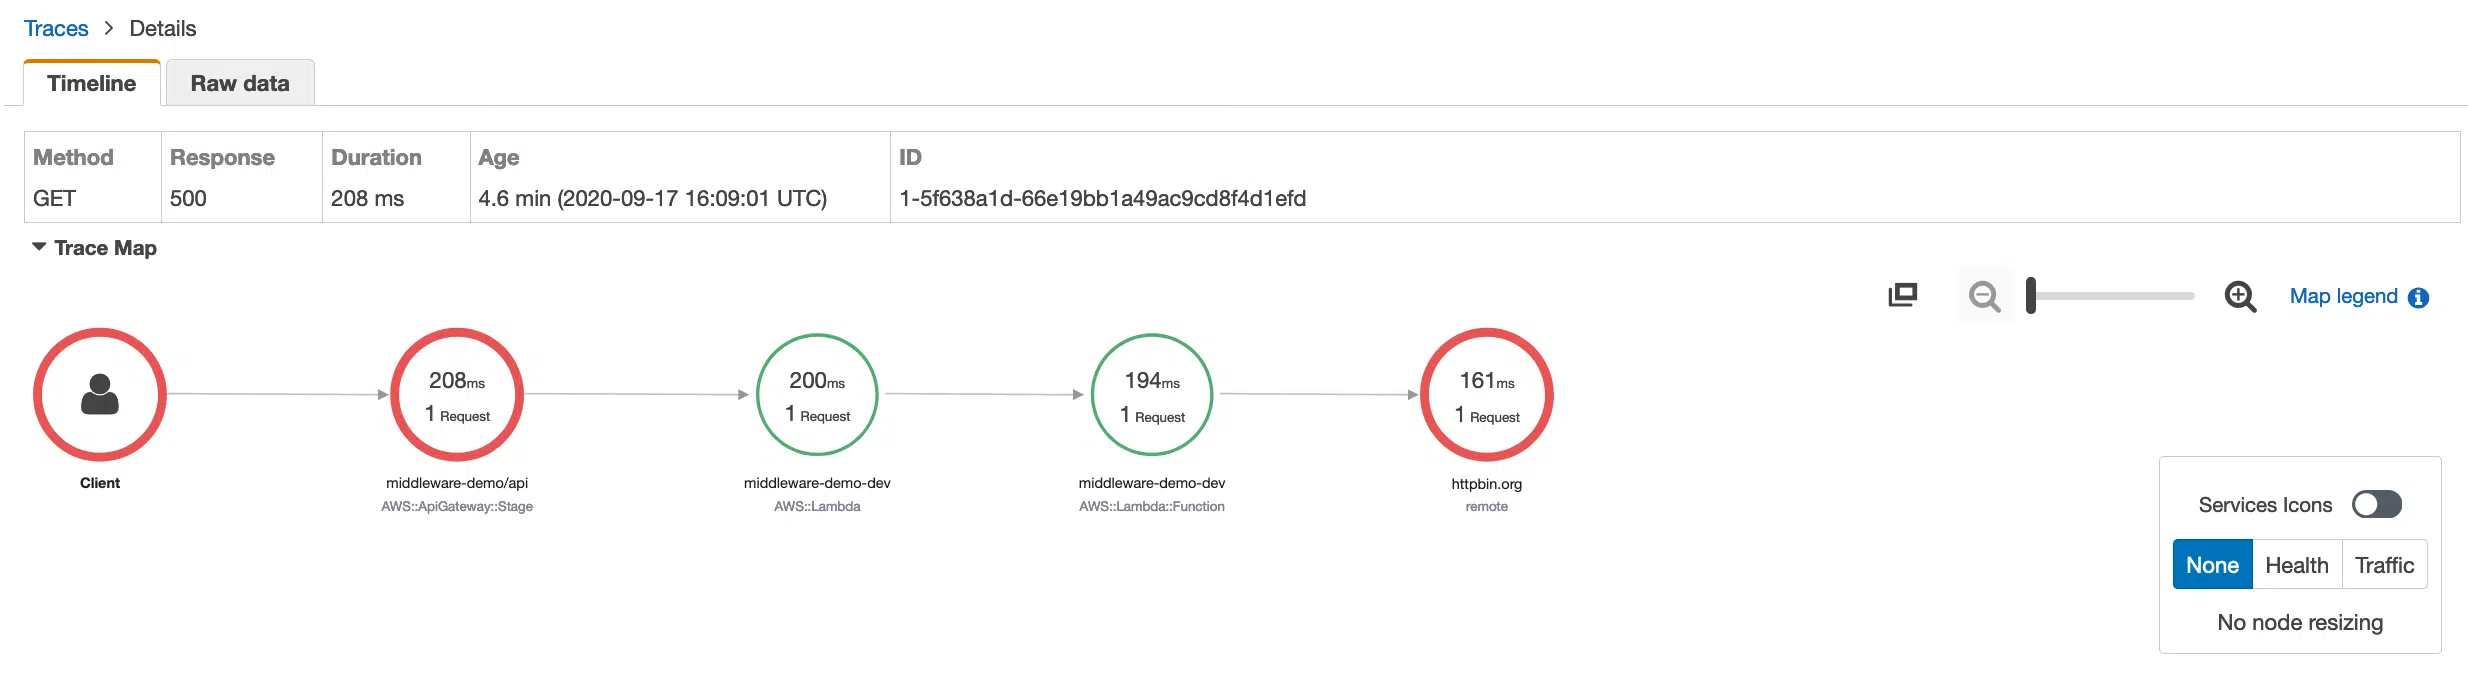 Traces > Details
Timeline Raw data
Method Response Duration Age ID
GET 500 208 ms 4.6 min (2020-09-17 16:09:01 UTC) 1-5f638a1d-66e19bb1a49ac9cd8f4d1efd
Trace Map
Map legend
208ms 200ms 194ms 161ms
1 Request 1 Request 1 Request 1 Request
Client middleware-demo/api middleware-demo-dev middleware-demo-dev httpbin.org
AWS::ApiGateway::Stage AWS::Lambda AWS::Lambda::Function remote
Services Icons
None Health Traffic
No node resizing